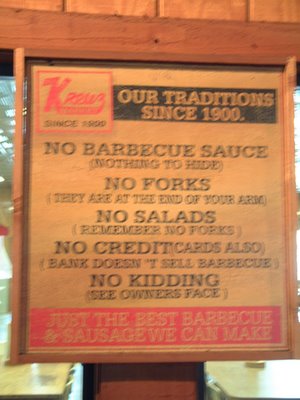 Kreuz
SINCE 1900
OUR TRADITIONS
SINCE 1900.
NO BARBECUE SAUCE
(NOTHING TO HIDE)
NO FORKS
( THEY ARE AT THE END OF YOUR ARM)
NO SALADS
( REMEMBER NO FORKS )
NO CREDIT(CARDS ALSO)
( BANK DOESN 'T SELL BARBECUE )
NO KIDDING
(SEE OWNERS FACE )
JUST THE BEST BARBECUE
& SAUSAGE WE CAN MAKE